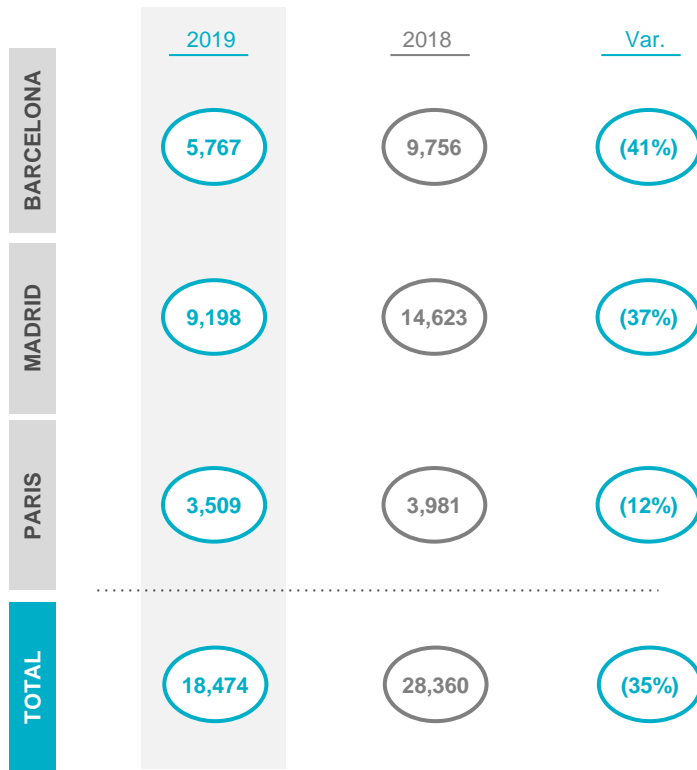 2019 2018 Var.
BARCELONA 5,767 9,756 (41%)
MADRID 9,198 14,623 (37%)
PARIS 3,509 3,981 (12%)
TOTAL 18,474 28,360 (35%)